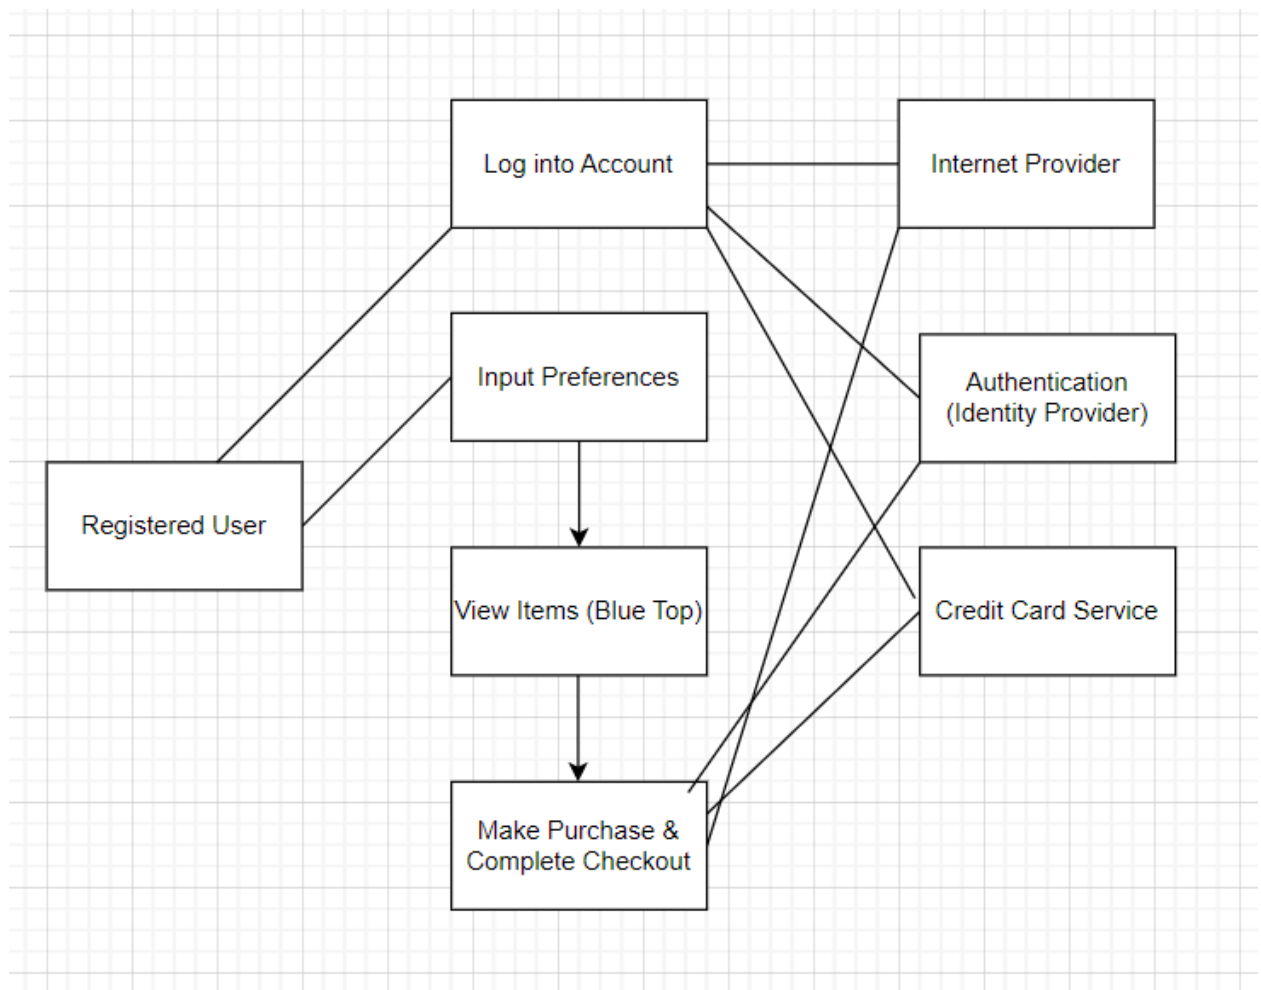 Log into Account
Internet Provider
Input Preferences
Authentication
(Identity Provider)
Registered User
View Items (Blue Top)
Credit Card Service
Make Purchase &
Complete Checkout